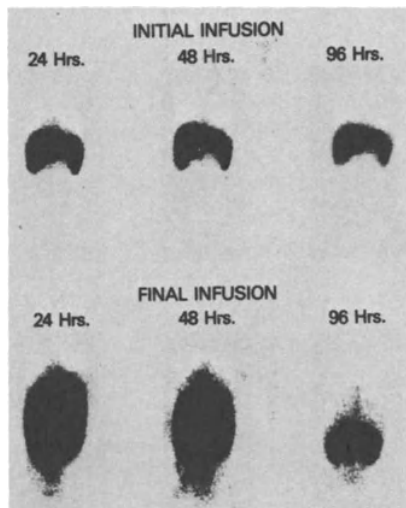 INITIAL INFUSION
24 Hrs. 48 Hrs. 96 Hrs.
FINAL INFUSION
24 Hrs. 48 Hrs. 96 Hrs.